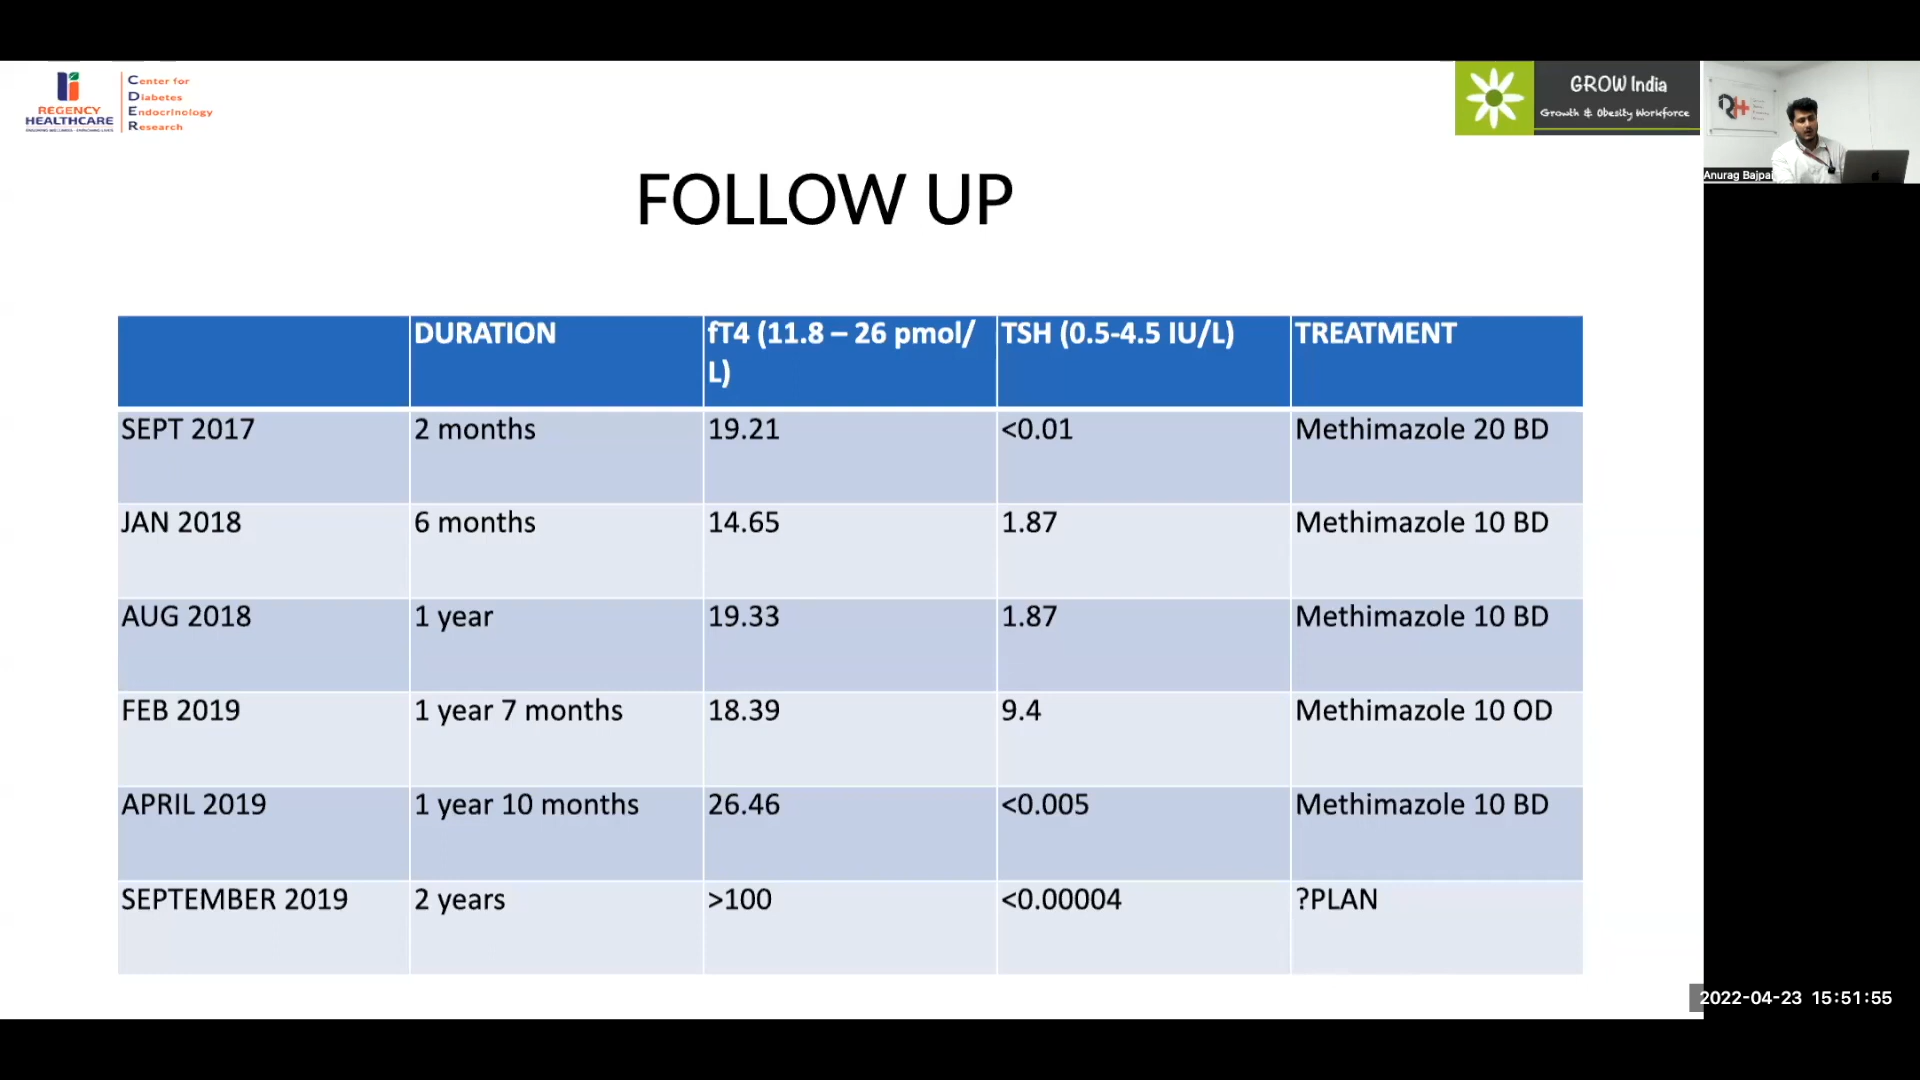 REGENCY
HEALTHCARE
Center for
Diabetes
Endocrinology
Research
GROW India
Growth & Obesity Workforce
Anurag Bajpai
FOLLOW UP
DURATION
fT4 (11.8 – 26 pmol/
L)
TSH (0.5-4.5 IU/L)
TREATMENT
SEPT 2017
2 months
19.21
<0.01
Methimazole 20 BD
JAN 2018
6 months
14.65
1.87
Methimazole 10 BD
AUG 2018
1 year
19.33
1.87
Methimazole 10 BD
FEB 2019
1 year 7 months
18.39
9.4
Methimazole 10 OD
APRIL 2019
1 year 10 months
26.46
<0.005
Methimazole 10 BD
SEPTEMBER 2019
2 years
>100
<0.00004
?PLAN
2022-04-23 15:51:55